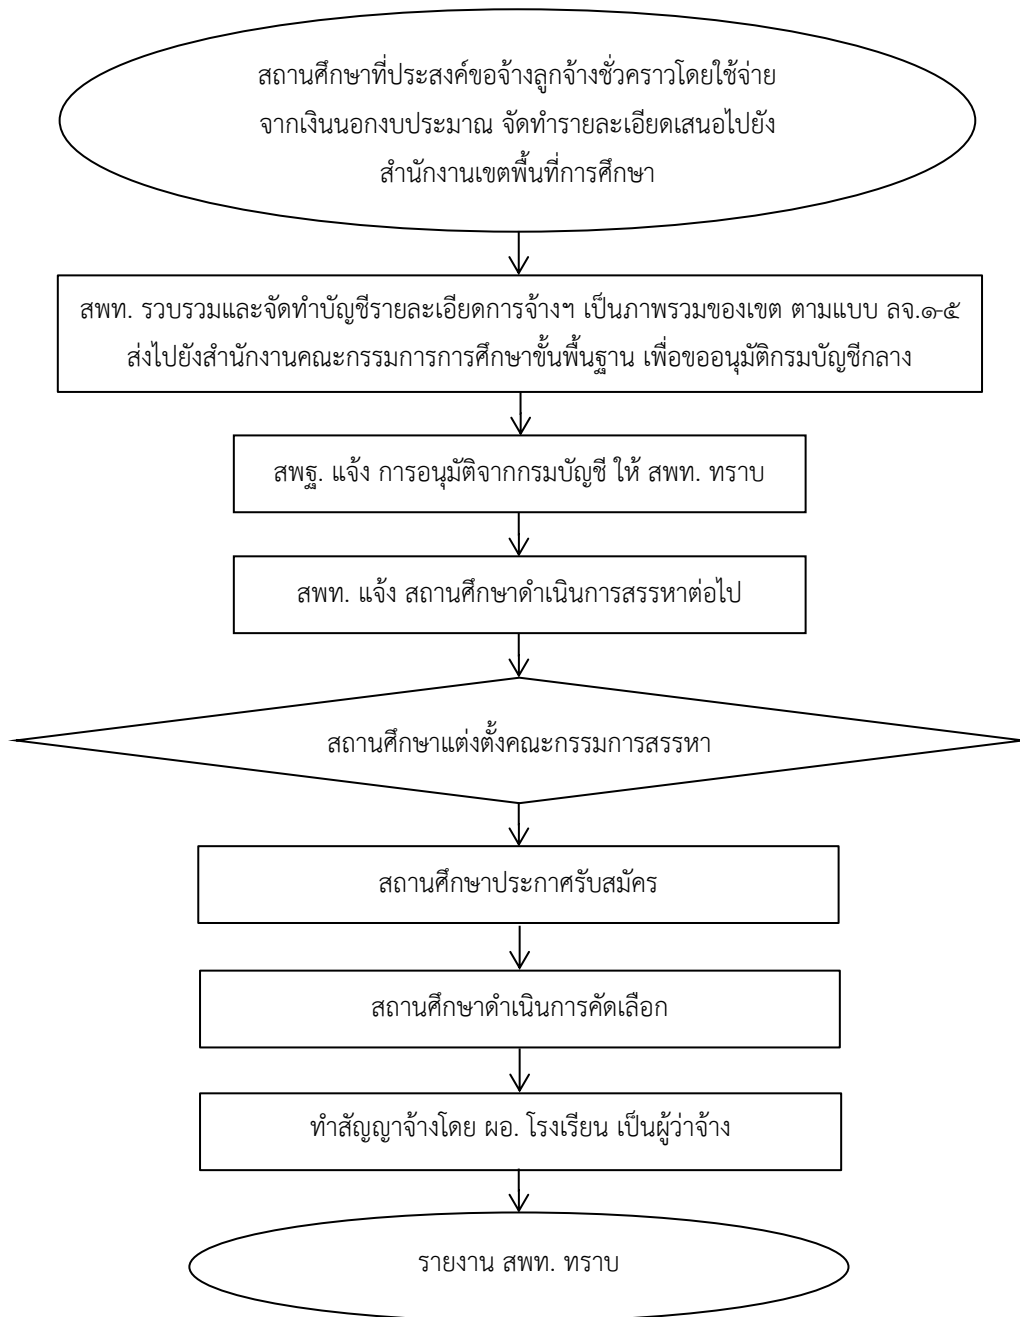 สถานศึกษาที่ประสงค์ขอจ้างลูกจ้างชั่วคราวโดยใช้จ่าย
จากเงินนอกงบประมาณ จัดทำรายละเอียดเสนอไปยัง
สำนักงานเขตพื้นที่การศึกษา
สพท. รวบรวมและจัดทำบัญชีรายละเอียดการจ้างฯ เป็นภาพรวมของเขต ตามแบบ ลจ.๑-๕
ส่งไปยังสำนักงานคณะกรรมการการศึกษาขั้นพื้นฐาน เพื่อขออนุมัติกรมบัญชีกลาง
สพฐ. แจ้ง การอนุมัติจากกรมบัญชี ให้ สพท. ทราบ
สพท. แจ้ง สถานศึกษาดำเนินการสรรหาต่อไป
สถานศึกษาแต่งตั้งคณะกรรมการสรรหา
สถานศึกษาประกาศรับสมัคร
สถานศึกษาดำเนินการคัดเลือก
ทำสัญญาจ้างโดย ผอ. โรงเรียน เป็นผู้ว่าจ้าง
รายงาน สพท. ทราบ